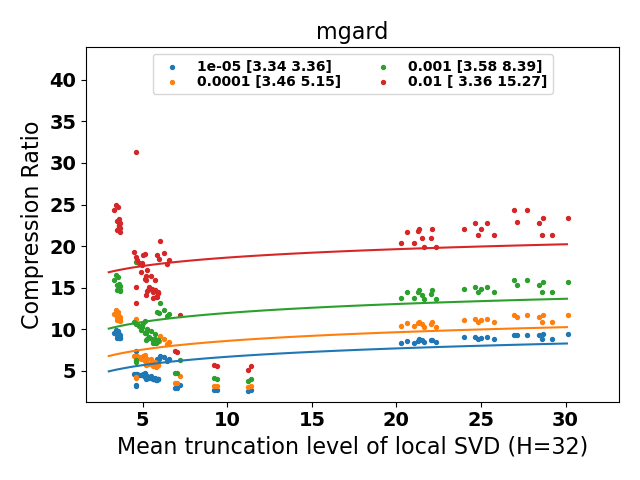 mgard
1e-05 [3.34 3.36]
0.0001 [3.46 5.15]
0.001 [3.58 8.39]
0.01 [ 3.36 15.27]
Compression Ratio
40
35
30
25
20
15
10
5
5 10 15 20 25 30
Mean truncation level of local SVD (H=32)